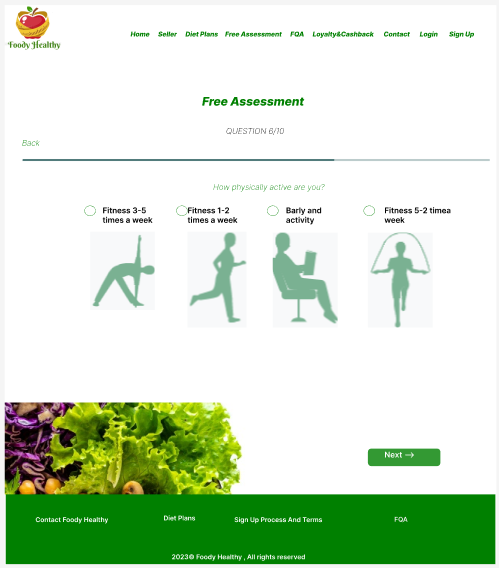 Foody Healthy
Home Seller Diet Plans Free Assessment FQA Loyalty&Cashback Contact Login Sign Up
Free Assessment
QUESTION 6/10
Back
How physically active are you?
Fitness 3-5
times a week
Fitness 1-2
times a week
Barly and
activity
Fitness 5-2 timea
week
Next →
Contact Foody Healthy Diet Plans Sign Up Process And Terms FQA
2023© Foody Healthy , All rights reserved